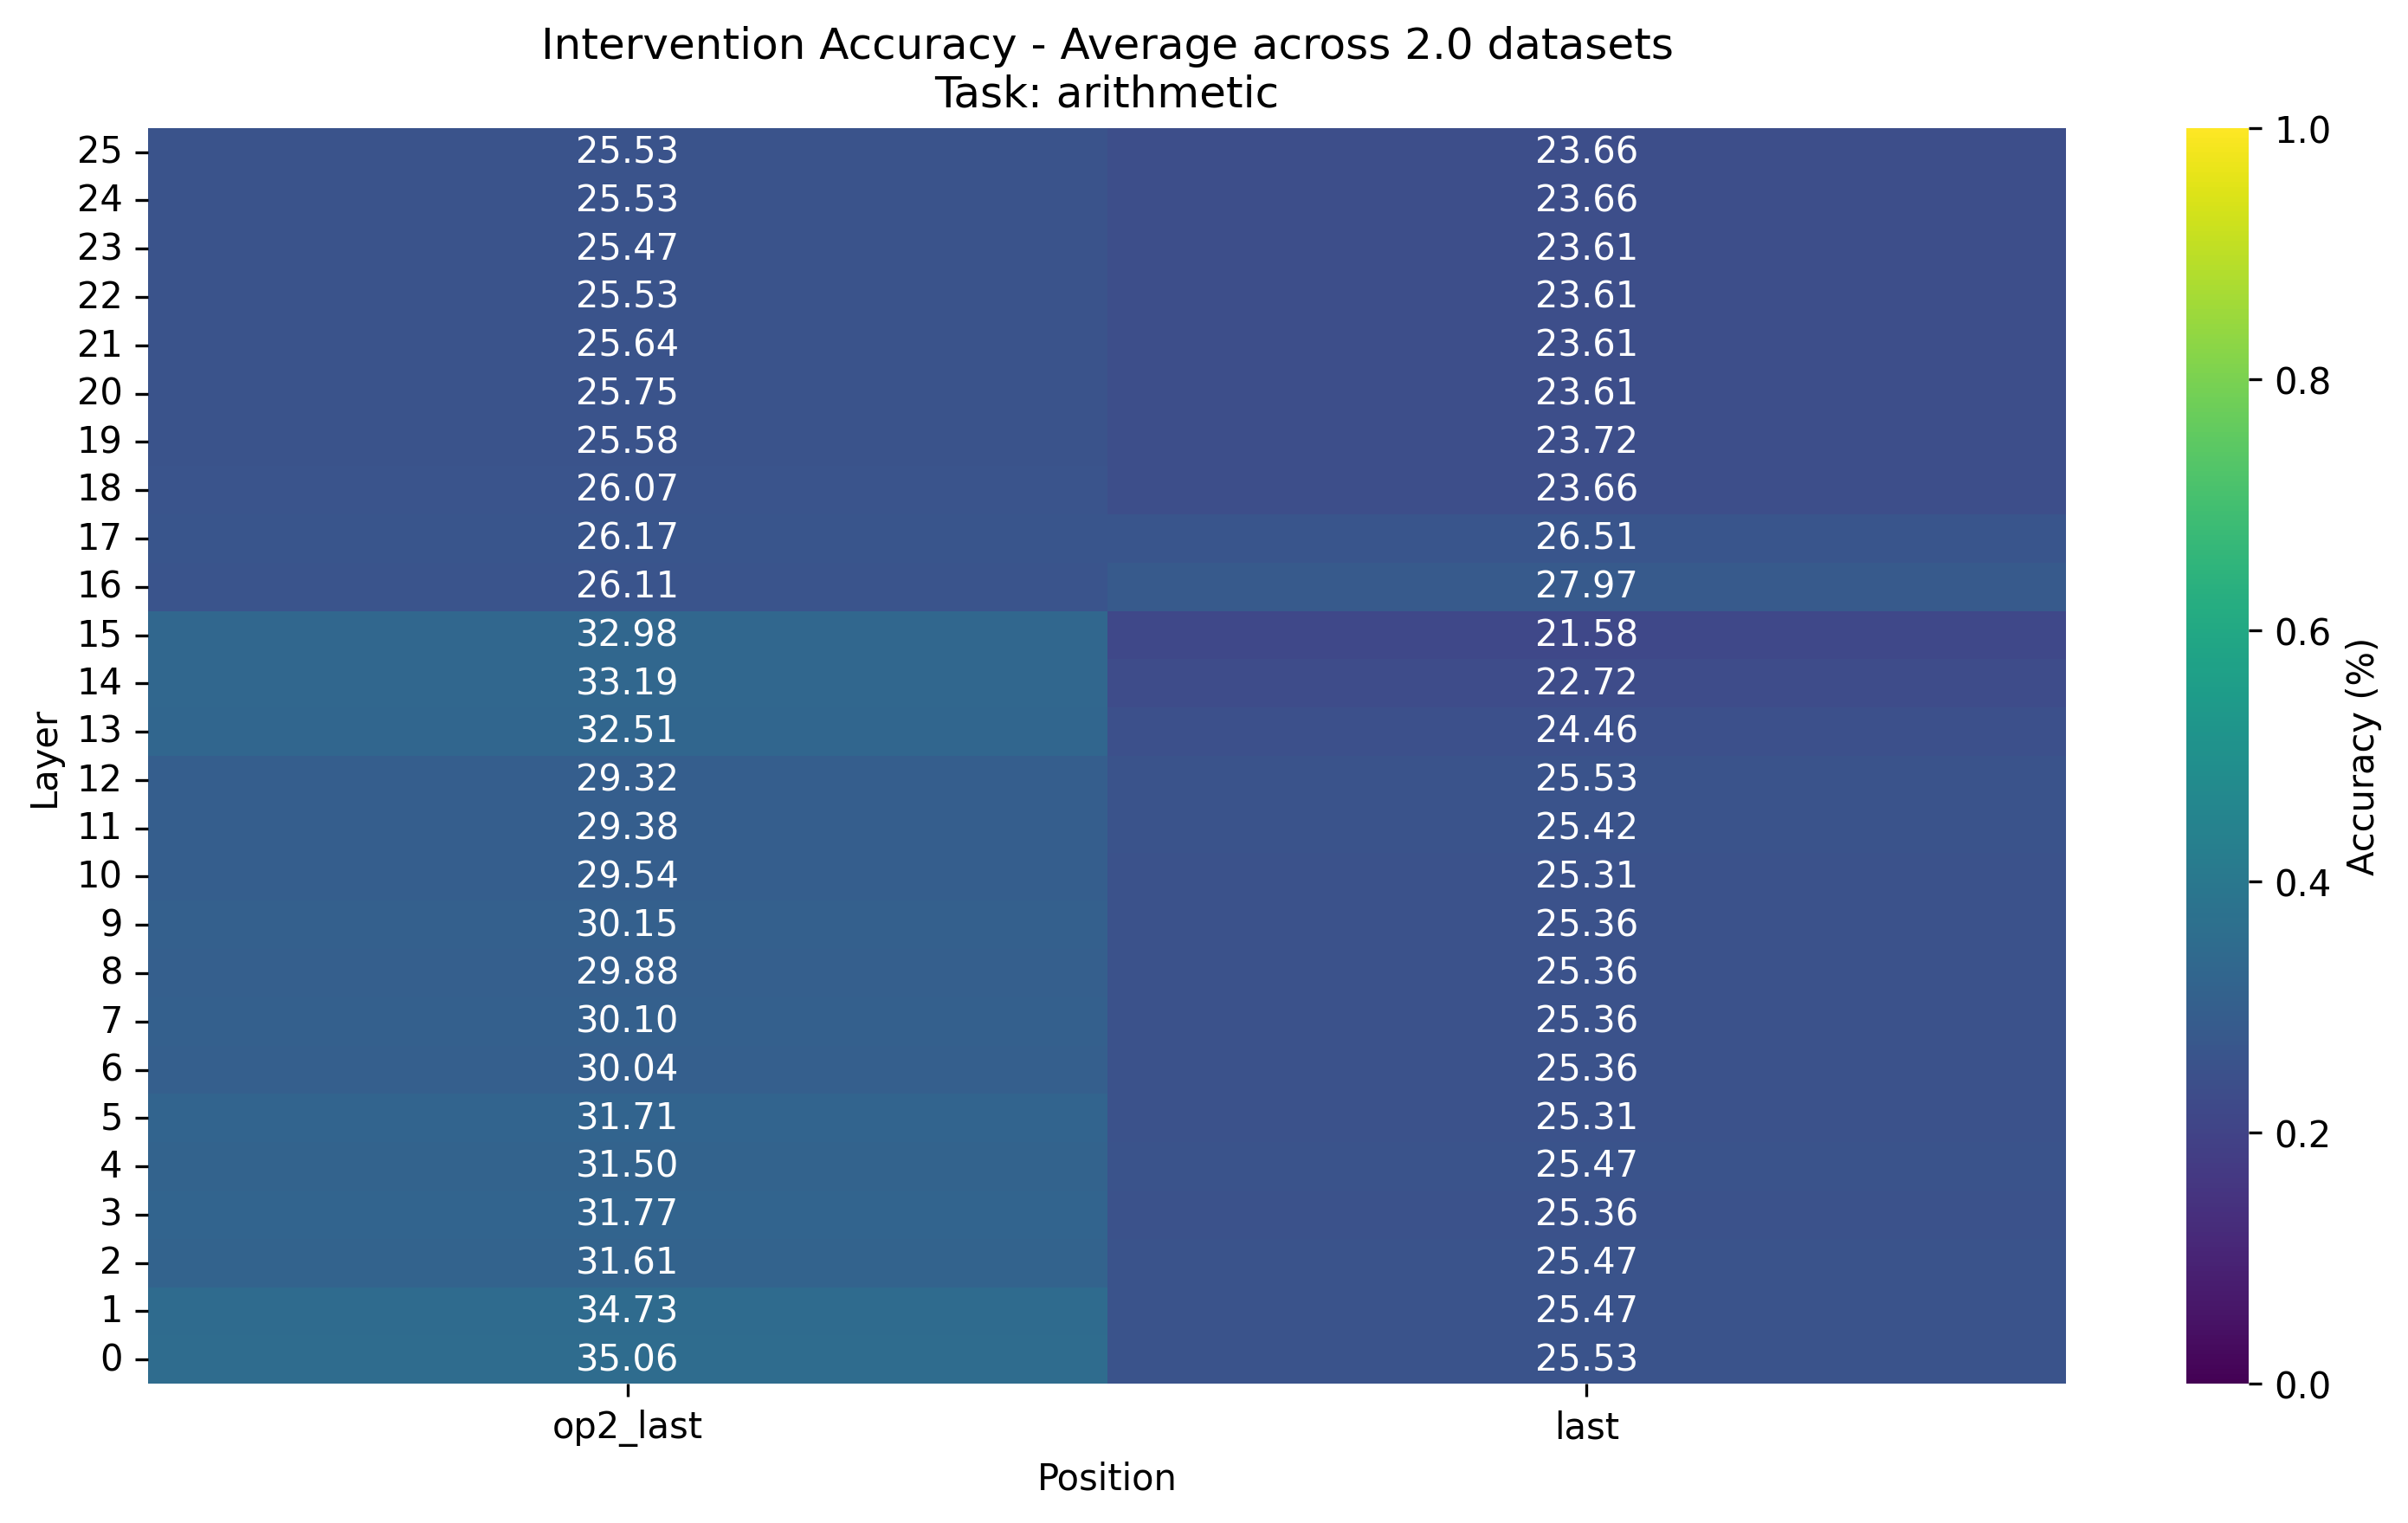 Intervention Accuracy - Average across 2.0 datasets
Task: arithmetic
25 25.53 23.66
24 25.53 23.66
23 25.47 23.61
22 25.53 23.61
21 25.64 23.61
20 25.75 23.61
19 25.58 23.72
18 26.07 23.66
17 26.17 26.51
16 26.11 27.97
15 32.98 21.58
14 33.19 22.72
13 32.51 24.46
12 29.32 25.53
11 29.38 25.42
10 29.54 25.31
9 30.15 25.36
8 29.88 25.36
7 30.10 25.36
6 30.04 25.36
5 31.71 25.31
4 31.50 25.47
3 31.77 25.36
2 31.61 25.47
1 34.73 25.47
0 35.06 25.53
Layer
op2_last last
Position
1.0
0.8
0.6
0.4
0.2
0.0
Accuracy (%)